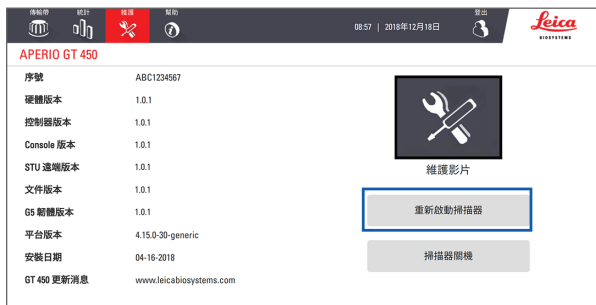 傳輸帶 統計 維護 幫助 登出
08:57 | 2018年12月18日
Leica
BIOSYSTEMS
APERIO GT 450
序號 ABC1234567
硬體版本 1.0.1
控制器版本 1.0.1
Console 版本 1.0.1
STU 遠端版本 1.0.1
文件版本 1.0.1
G5 韌體版本 1.0.1
平台版本 4.15.0-30-generic
安裝日期 04-16-2018
GT 450 更新消息 www.leicabiosystems.com
維護影片
重新啟動掃描器
掃描器關機